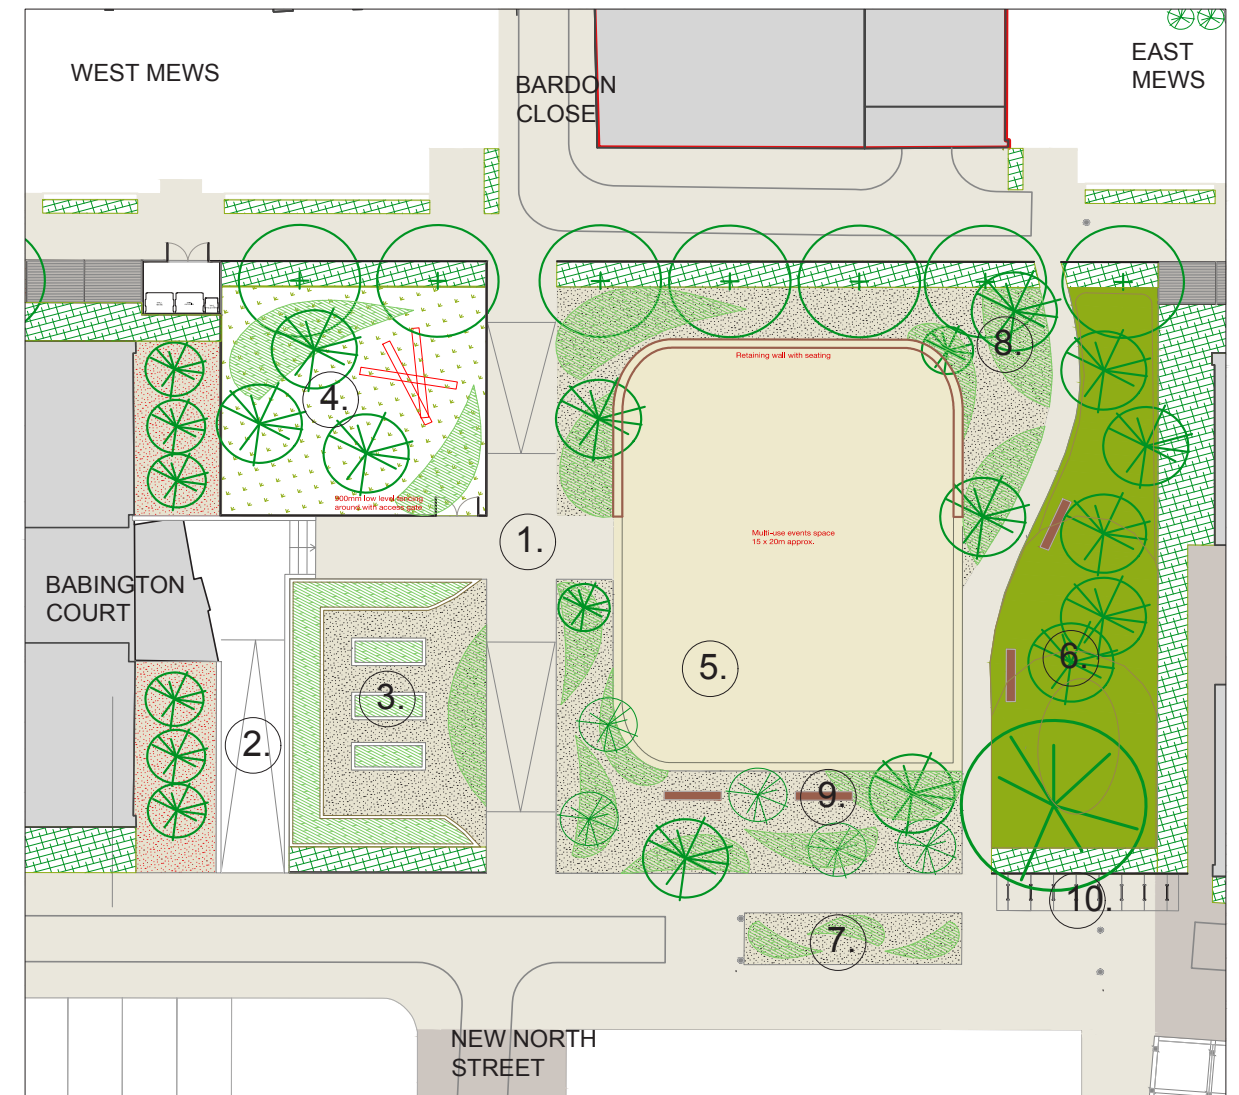 WEST MEWS
BARDON
CLOSE
EAST
MEWS
Retaining wall with seating
8.
4.
900mm low level fencing
around with access gate
1.
Multi-use events space
15 x 20m approx.
BABINGTON
COURT
5.
6.
3.
2.
9.
10.
7.
NEW NORTH
STREET